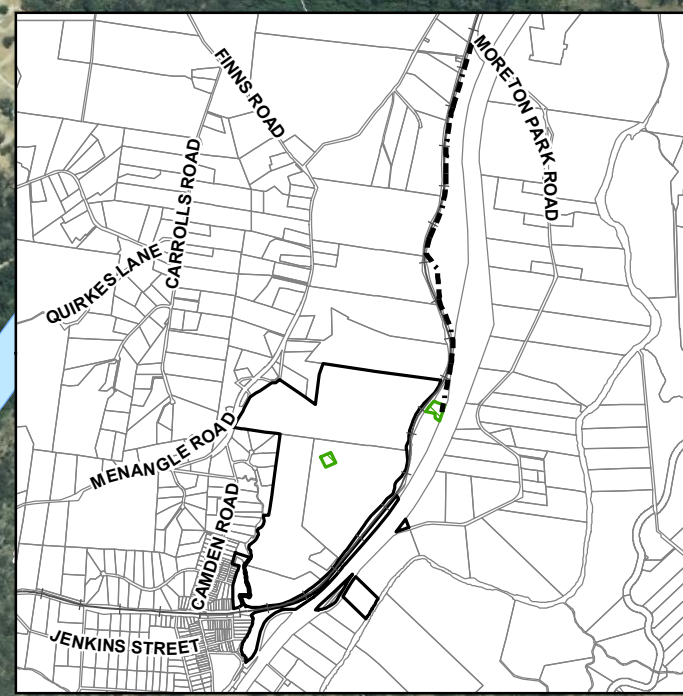 FINNS ROAD
MORETON PARK ROAD
CARROLLS ROAD
QUIRKES LANE
MENANGLE ROAD
CAMDEN ROAD
JENKINS STREET